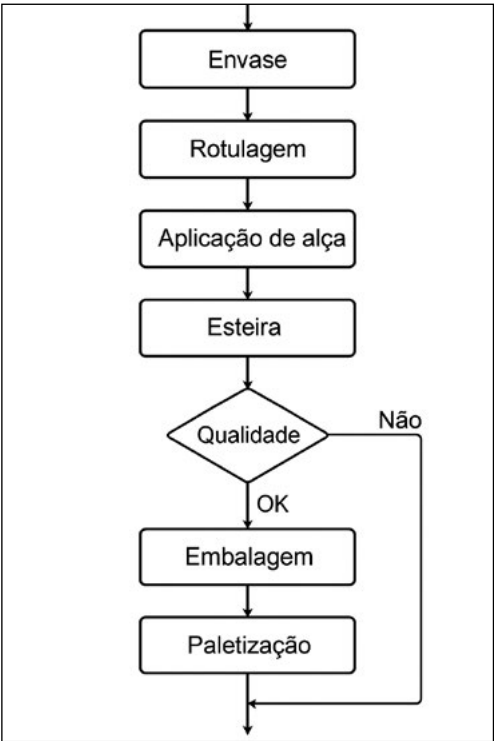 Envase
Rotulagem
Aplicação de alça
Esteira
Qualidade
Não
OK
Embalagem
Paletização